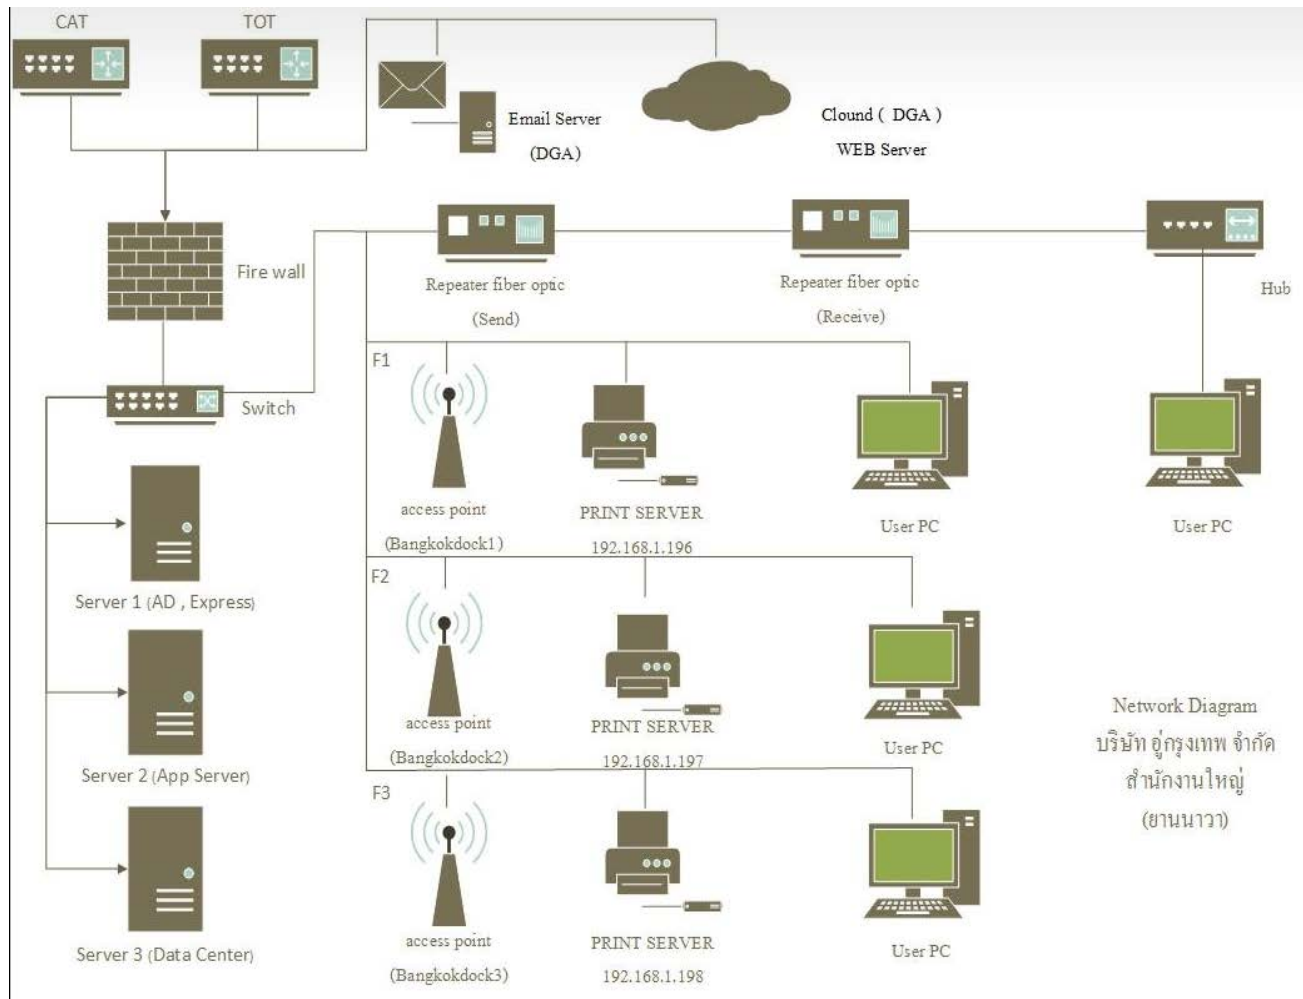 CAT
TOT
Email Server
(DGA)
Clound ( DGA )
WEB Server
Fire wall
Repeater fiber optic
(Send)
Repeater fiber optic
(Receive)
Hub
Switch
F1
access point
(Bangkokdock1)
PRINT SERVER
192.168.1.196
User PC
User PC
Server 1 (AD , Express)
F2
access point
(Bangkokdock2)
PRINT SERVER
192.168.1.197
User PC
Server 2 (App Server)
Network Diagram
บริษัท อู่กรุงเทพ จำกัด
สำนักงานใหญ่
(ยานนาวา)
F3
access point
(Bangkokdock3)
PRINT SERVER
192.168.1.198
User PC
Server 3 (Data Center)